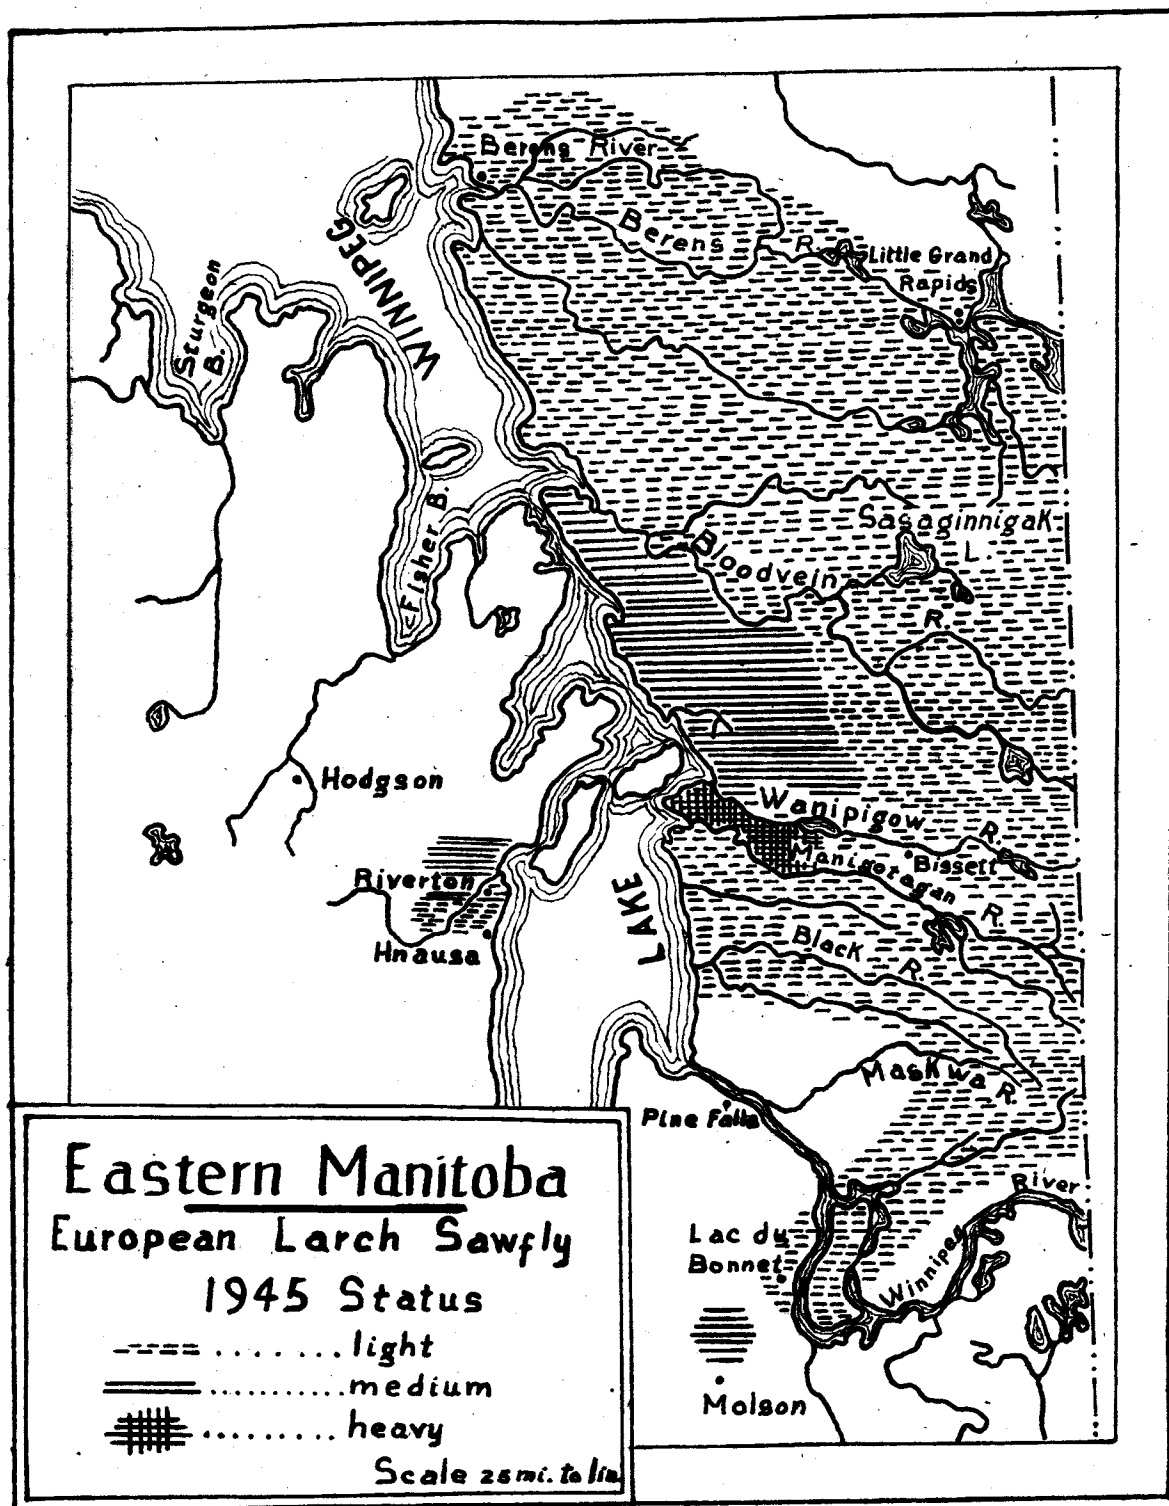 Berens River
WINNIPEG
Berens R.
Little Grand
Rapids
Sturgeon
B.
Fisher B.
Sasaginnigak
L.
Bloodvein
R.
Hodgson
Wanipigow R.
Bissett
Manigotagan R.
Riverton
Hnausa
LAKE
Black R.
Maskwa R.
Pine Falls
River
Winnipeg
Lac du
Bonnet
Molson
Eastern Manitoba
European Larch Sawfly
1945 Status
light
medium
heavy
Scale 25 mi. to 1 in.